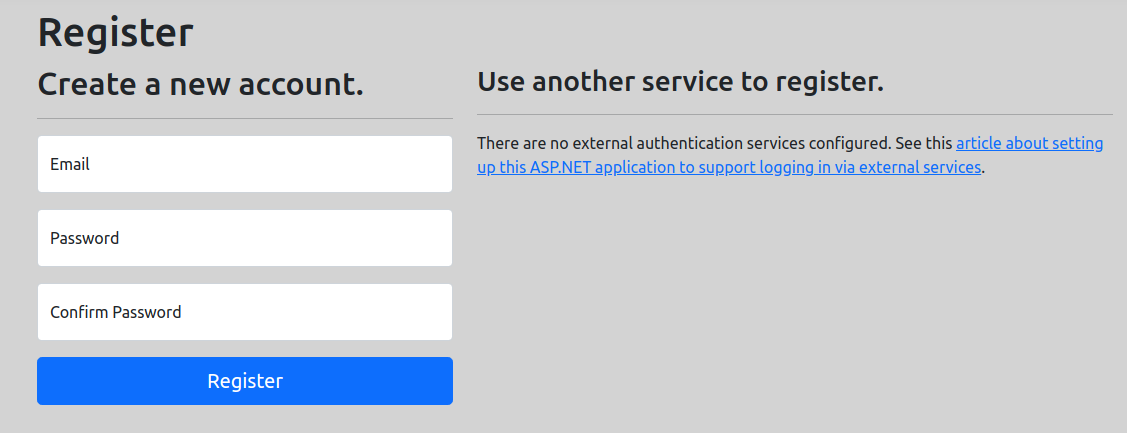 Register
Create a new account.
Email
Password
Confirm Password
Register
Use another service to register.
There are no external authentication services configured. See this article about setting
up this ASP.NET application to support logging in via external services.